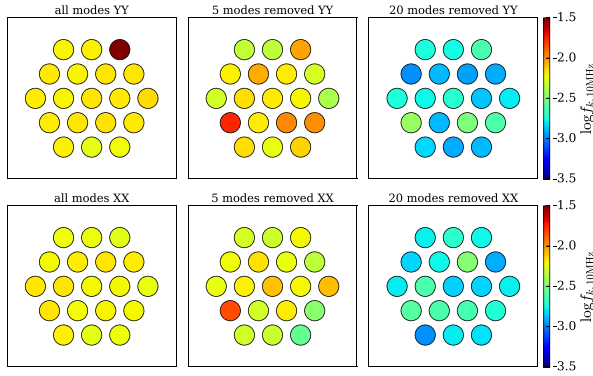 all modes YY
5 modes removed YY
20 modes removed YY
-1.5
-2.0
-2.5
-3.0
-3.5
log f_{k,10MHz}
all modes XX
5 modes removed XX
20 modes removed XX
-1.5
-2.0
-2.5
-3.0
-3.5
log f_{k,10MHz}